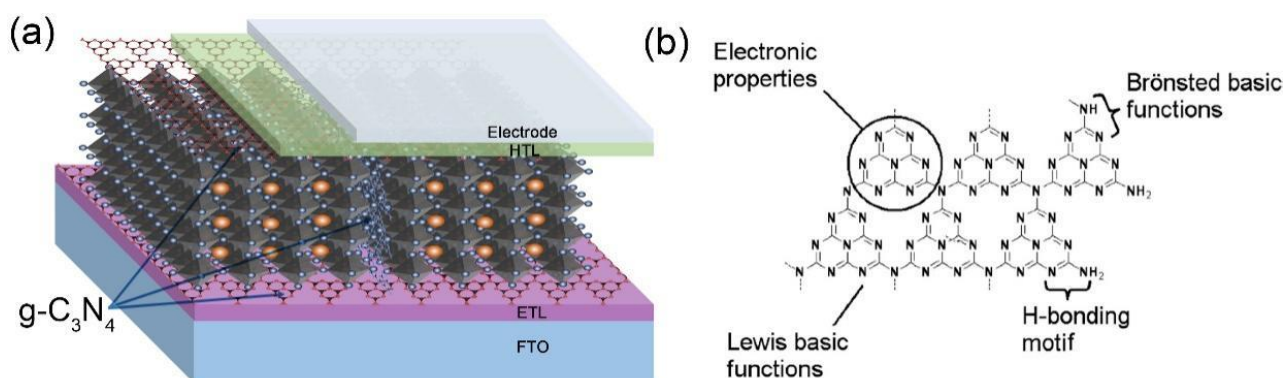 (a)
Electrode
HTL
g-C₃N₄
ETL
FTO
(b)
Electronic
properties
Brönsted basic
functions
NH
NH₂
NH₂
Lewis basic
functions
H-bonding
motif